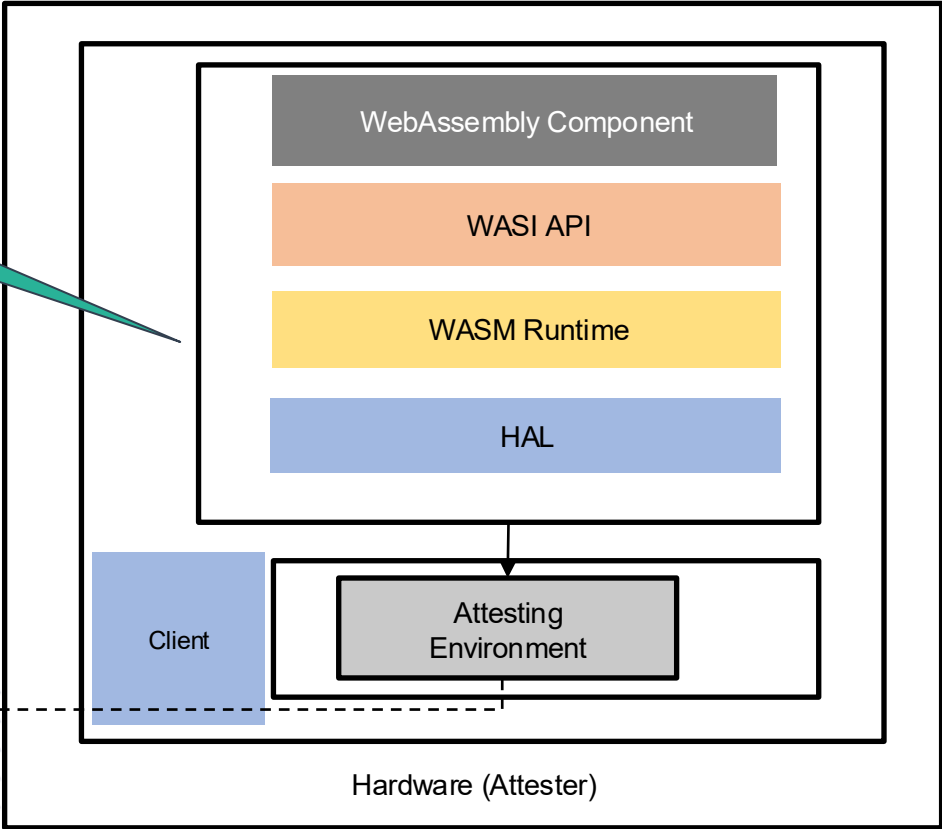 WebAssembly Component
WASI API
WASM Runtime
HAL
Client
Attesting
Environment
Hardware (Attester)